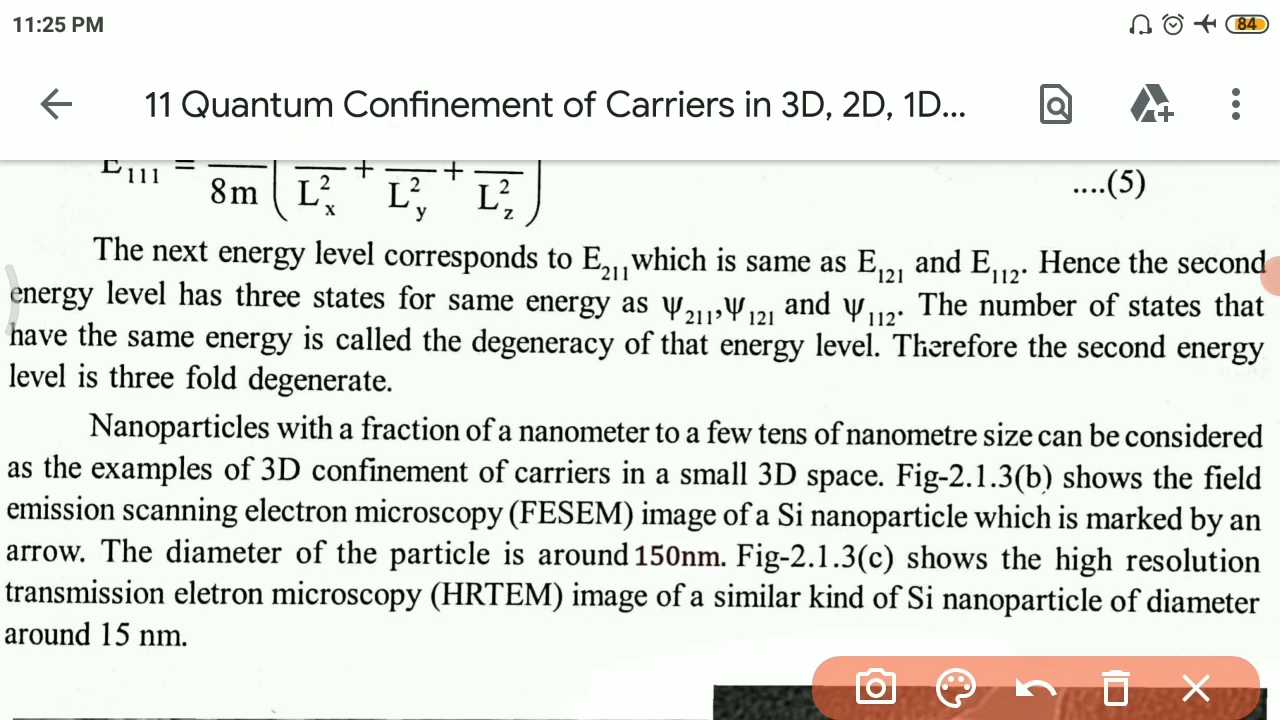 11:25 PM
84
11 Quantum Confinement of Carriers in 3D, 2D, 1D...
E₁₁₁ = 8m ( Lₓ² + L_y² + L_z² ) ....(5)
The next energy level corresponds to E₂₁₁ which is same as E₁₂₁ and E₁₁₂. Hence the second
energy level has three states for same energy as ψ₂₁₁, ψ₁₂₁ and ψ₁₁₂. The number of states that
have the same energy is called the degeneracy of that energy level. Therefore the second energy
level is three fold degenerate.
Nanoparticles with a fraction of a nanometer to a few tens of nanometre size can be considered
as the examples of 3D confinement of carriers in a small 3D space. Fig-2.1.3(b) shows the field
emission scanning electron microscopy (FESEM) image of a Si nanoparticle which is marked by an
arrow. The diameter of the particle is around 150nm. Fig-2.1.3(c) shows the high resolution
transmission eletron microscopy (HRTEM) image of a similar kind of Si nanoparticle of diameter
around 15 nm.